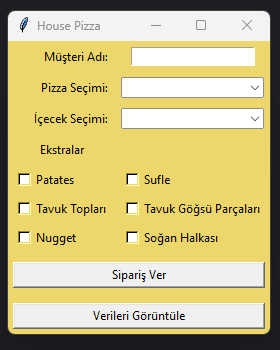 House Pizza
Müşteri Adı:
Pizza Seçimi:
İçecek Seçimi:
Ekstralar
Patates
Sufle
Tavuk Topları
Tavuk Göğsü Parçaları
Nugget
Soğan Halkası
Sipariş Ver
Verileri Görüntüle